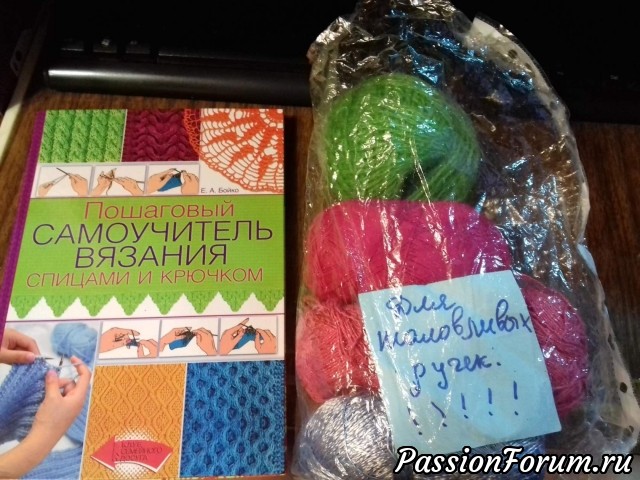 Е. А. Бойко
Пошаговый
САМОУЧИТЕЛЬ
ВЯЗАНИЯ
СПИЦАМИ И КРЮЧКОМ
для
шаловливых
ручек.
!!!!!
PassionForum.ru